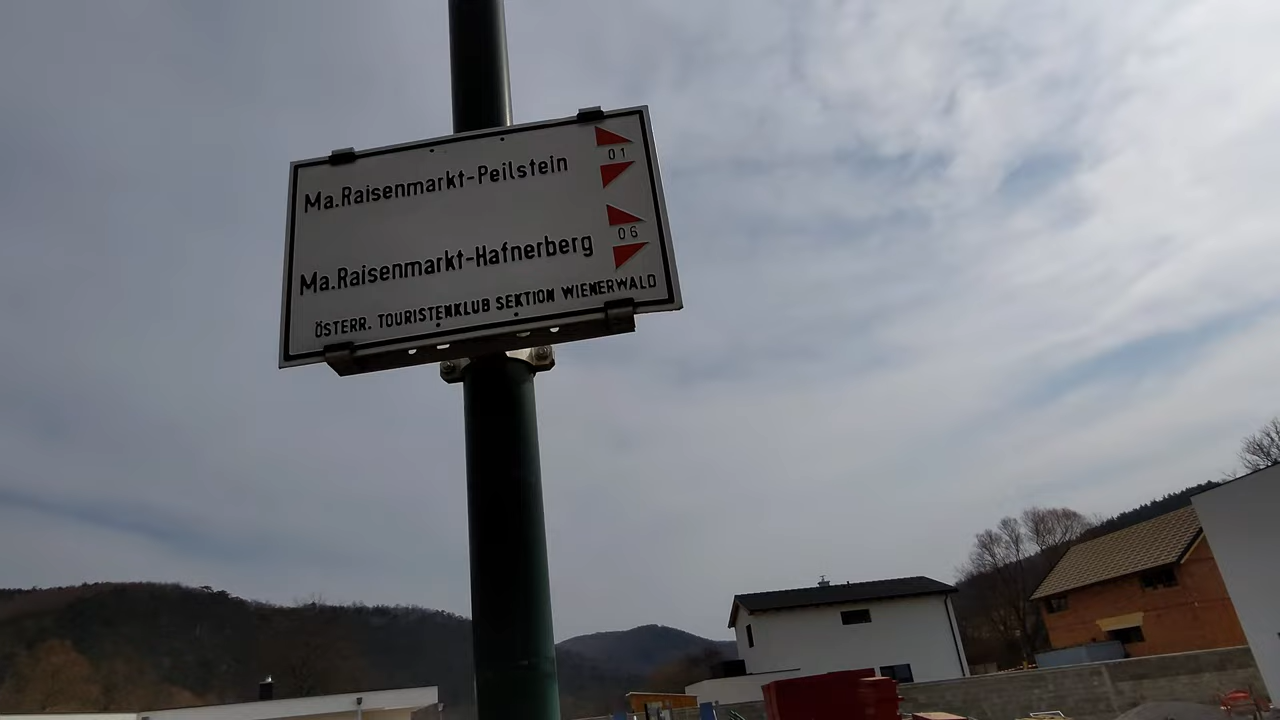 Ma.Raisenmarkt-Peilstein 01
Ma.Raisenmarkt-Hafnerberg 06
ÖSTERR. TOURISTENKLUB SEKTION WIENERWALD